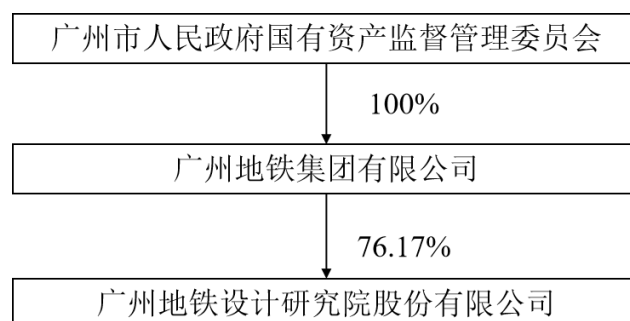 广州市人民政府国有资产监督管理委员会
100%
广州地铁集团有限公司
76.17%
广州地铁设计研究院股份有限公司